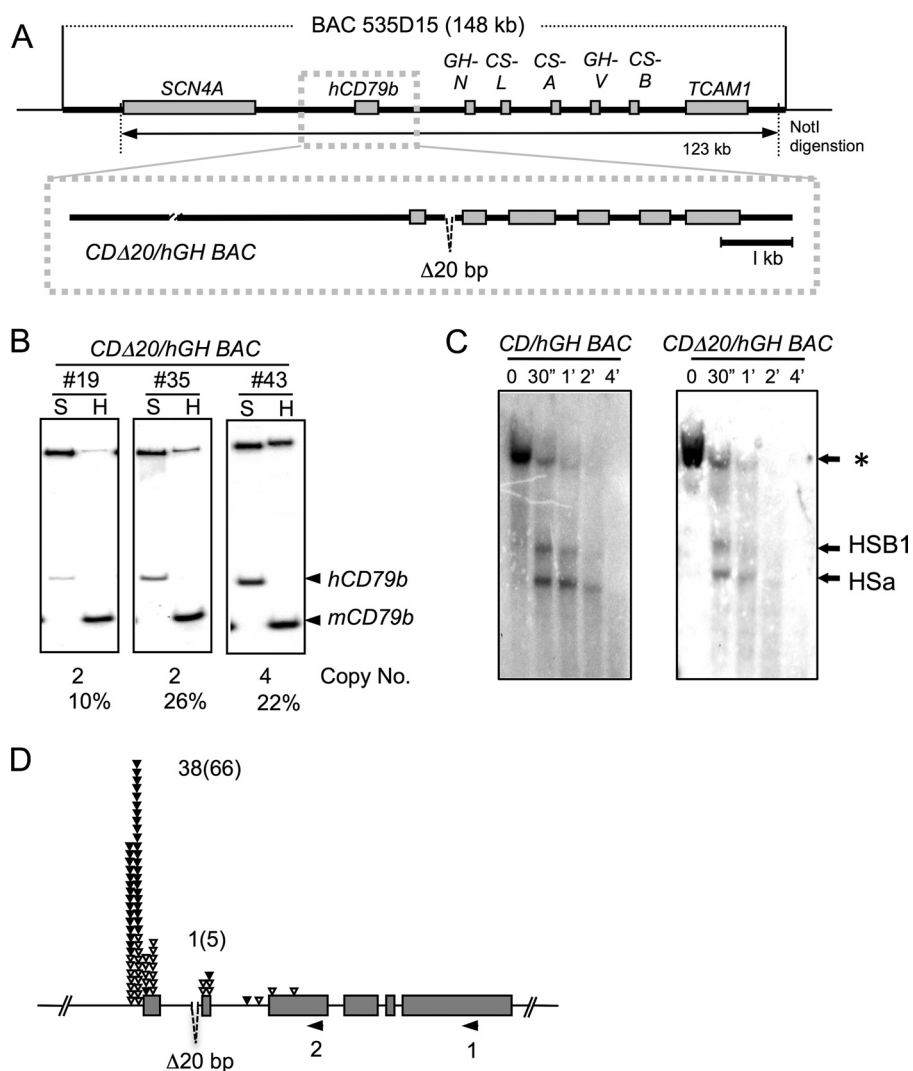 A
BAC 535D15 (148 kb)
SCN4A
hCD79b
GH-
N
CS-
L
CS-
A
GH-
V
CS-
B
TCAM1
123 kb
NotI
digenstion
CDΔ20/hGH BAC
Δ20 bp
I kb
B
CDΔ20/hGH BAC
#19 #35 #43
S H S H S H
hCD79b
mCD79b
2 2 4 Copy No.
10% 26% 22%
C
CD/hGH BAC CDΔ20/hGH BAC
0 30” 1’ 2’ 4’ 0 30” 1’ 2’ 4’
*
HSB1
HSa
D
38(66)
1(5)
Δ20 bp
2
1